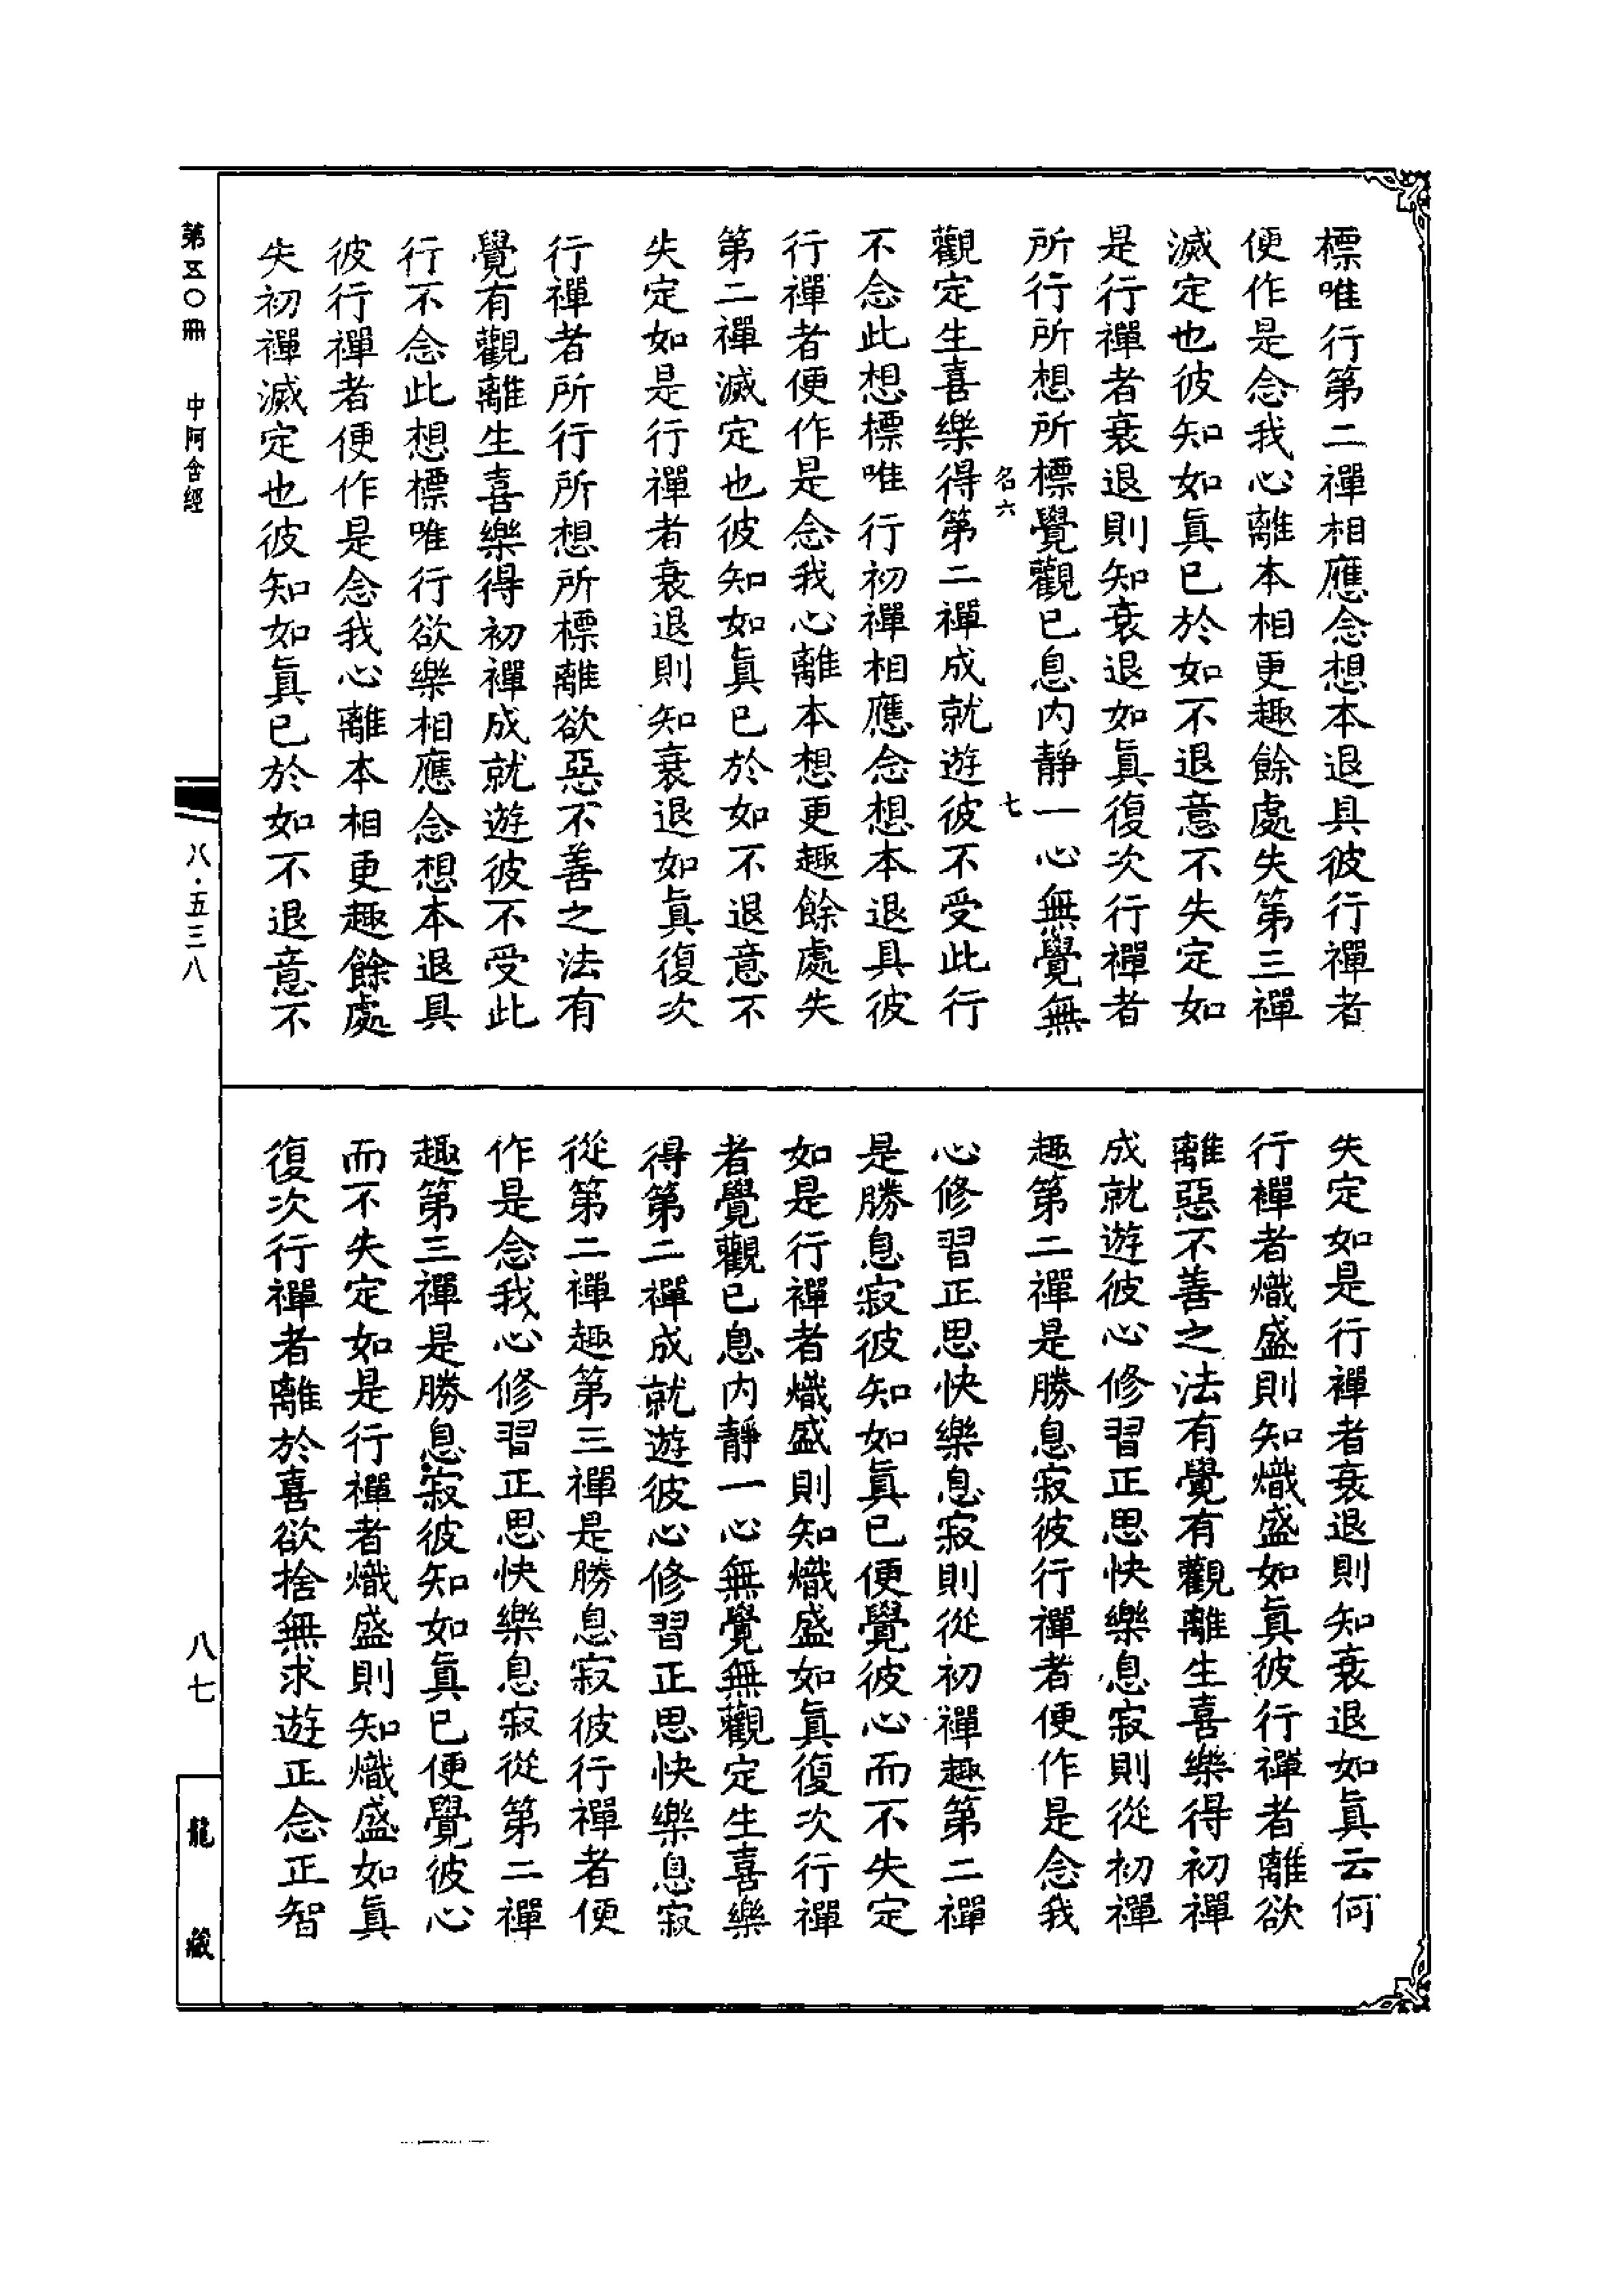 標唯行第二禪相應念想本退具彼行禪者
便作是念我心離本相更趣餘處失第三禪
滅定也彼知如眞已於如不退意不失定如
是行禪者衰退則知衰退如眞復次行禪者
所行所想所標覺觀已息内靜一心無覺無
名六 七
觀定生喜樂得第二禪成就遊彼不受此行
不念此想標唯行初禪相應念想本退具彼
行禪者便作是念我心離本想更趣餘處失
第二禪滅定也彼知如眞已於如不退意不
失定如是行禪者衰退則知衰退如眞復次
行禪者所行所想所標離欲惡不善之法有
覺有觀離生喜樂得初禪成就遊彼不受此
行不念此想標唯行欲樂相應念想本退具
彼行禪者便作是念我心離本相更趣餘處
失初禪滅定也彼知如眞已於如不退意不
失定如是行禪者衰退則知衰退如眞云何
行禪者熾盛則知熾盛如眞彼行禪者離欲
離惡不善之法有覺有觀離生喜樂得初禪
成就遊彼心修習正思快樂息寂則從初禪
趣第二禪是勝息寂彼行禪者便作是念我
心修習正思快樂息寂則從初禪趣第二禪
是勝息寂彼知如眞已便覺彼心而不失定
如是行禪者熾盛則知熾盛如眞復次行禪
者覺觀已息内靜一心無覺無觀定生喜樂
得第二禪成就遊彼心修習正思快樂息寂
從第二禪趣第三禪是勝息寂彼行禪者便
作是念我心修習正思快樂息寂從第二禪
趣第三禪是勝息寂彼知如眞已便覺彼心
而不失定如是行禪者熾盛則知熾盛如眞
復次行禪者離於喜欲捨無求遊正念正智
第五〇冊 中阿含經
八·五三八
八七
龍藏